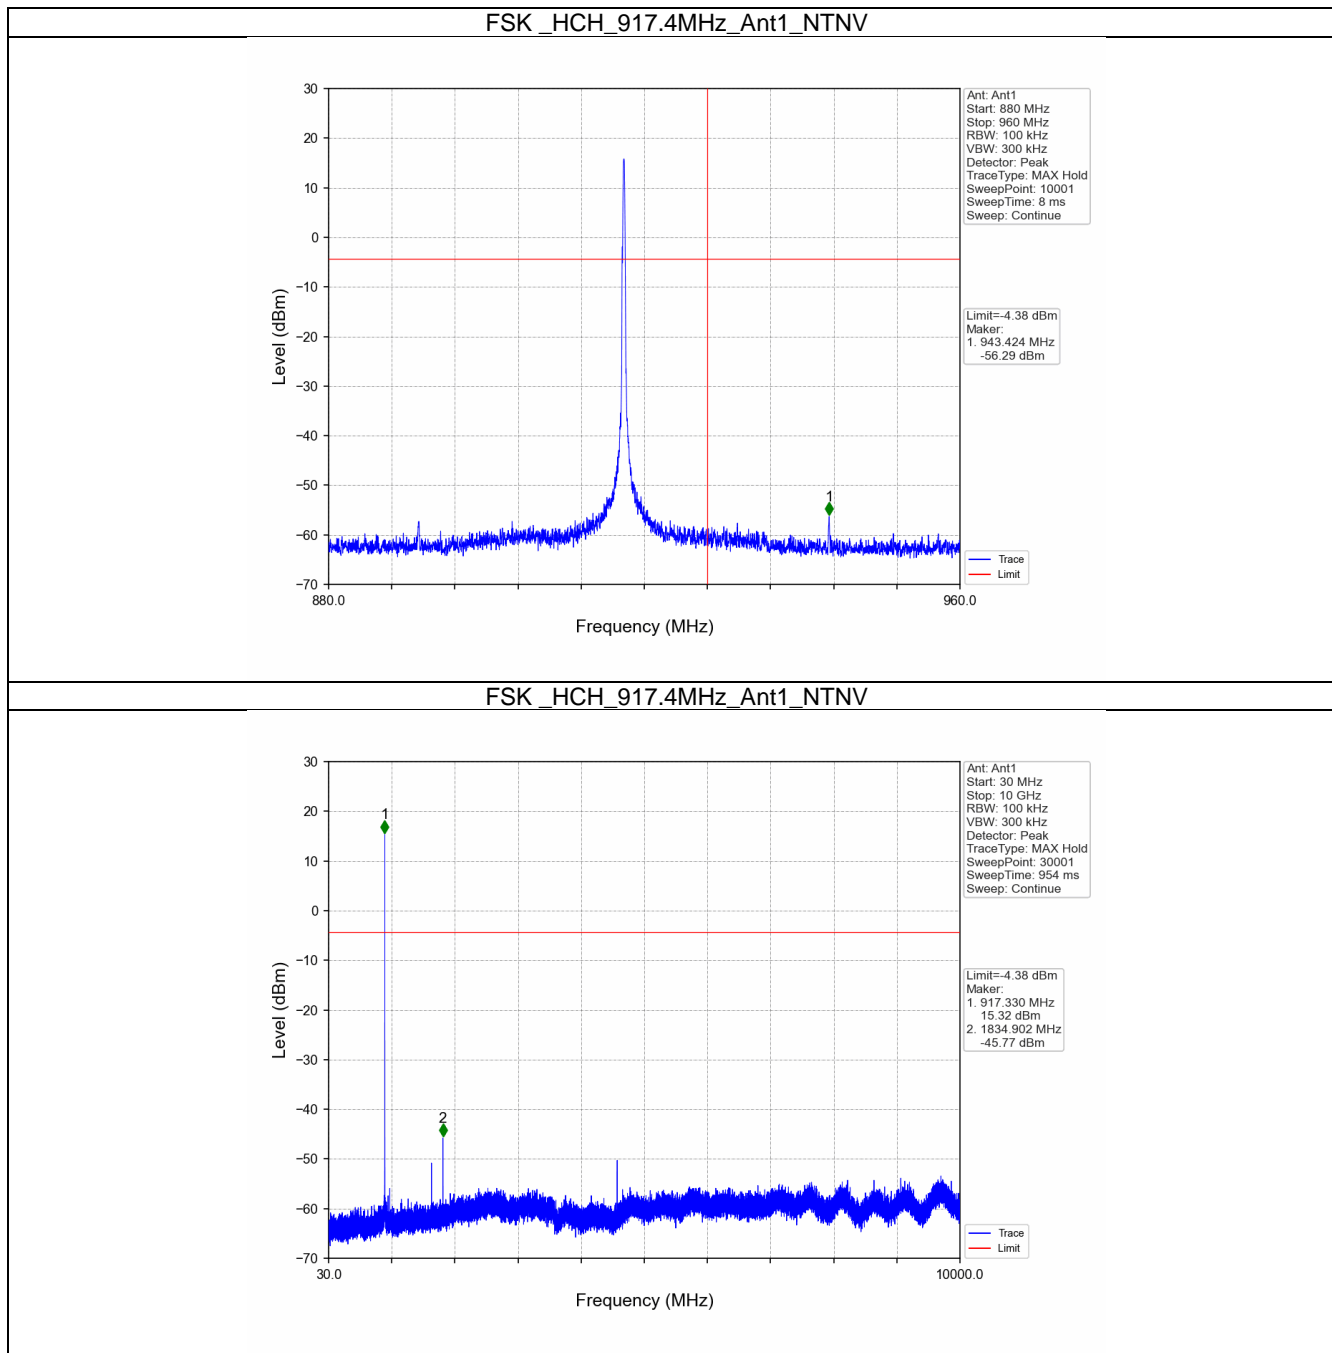 FSK _HCH_917.4MHz_Ant1_NTNV
30
20
10
0
−10
−20
−30
−40
−50
−60
−70
Level (dBm)
880.0
960.0
Frequency (MHz)
1
Ant: Ant1
Start: 880 MHz
Stop: 960 MHz
RBW: 100 kHz
VBW: 300 kHz
Detector: Peak
TraceType: MAX Hold
SweepPoint: 10001
SweepTime: 8 ms
Sweep: Continue
Limit=-4.38 dBm
Maker:
1. 943.424 MHz
-56.29 dBm
Trace
Limit
FSK _HCH_917.4MHz_Ant1_NTNV
30
20
10
0
−10
−20
−30
−40
−50
−60
−70
Level (dBm)
30.0
10000.0
Frequency (MHz)
1
2
Ant: Ant1
Start: 30 MHz
Stop: 10 GHz
RBW: 100 kHz
VBW: 300 kHz
Detector: Peak
TraceType: MAX Hold
SweepPoint: 30001
SweepTime: 954 ms
Sweep: Continue
Limit=-4.38 dBm
Maker:
1. 917.330 MHz
15.32 dBm
2. 1834.902 MHz
-45.77 dBm
Trace
Limit